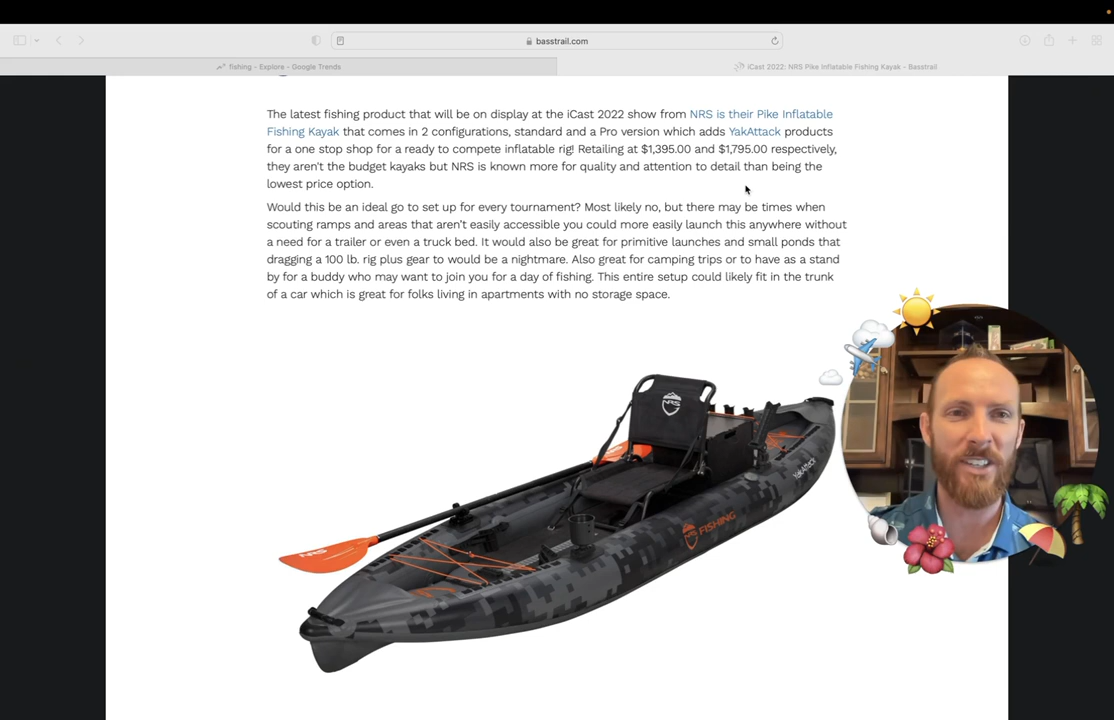 basstrail.com
fishing - Explore - Google Trends
iCast 2022: NRS Pike Inflatable Fishing Kayak - Basstrail
The latest fishing product that will be on display at the iCast 2022 show from NRS is their Pike Inflatable
Fishing Kayak that comes in 2 configurations, standard and a Pro version which adds YakAttack products
for a one stop shop for a ready to compete inflatable rig! Retailing at $1,395.00 and $1,795.00 respectively,
they aren't the budget kayaks but NRS is known more for quality and attention to detail than being the
lowest price option.
Would this be an ideal go to set up for every tournament? Most likely no, but there may be times when
scouting ramps and areas that aren't easily accessible you could more easily launch this anywhere without
a need for a trailer or even a truck bed. It would also be great for primitive launches and small ponds that
dragging a 100 lb. rig plus gear to would be a nightmare. Also great for camping trips or to have as a stand
by for a buddy who may want to join you for a day of fishing. This entire setup could likely fit in the trunk
of a car which is great for folks living in apartments with no storage space.
NRS
YakAttack
NRS FISHING
NRS